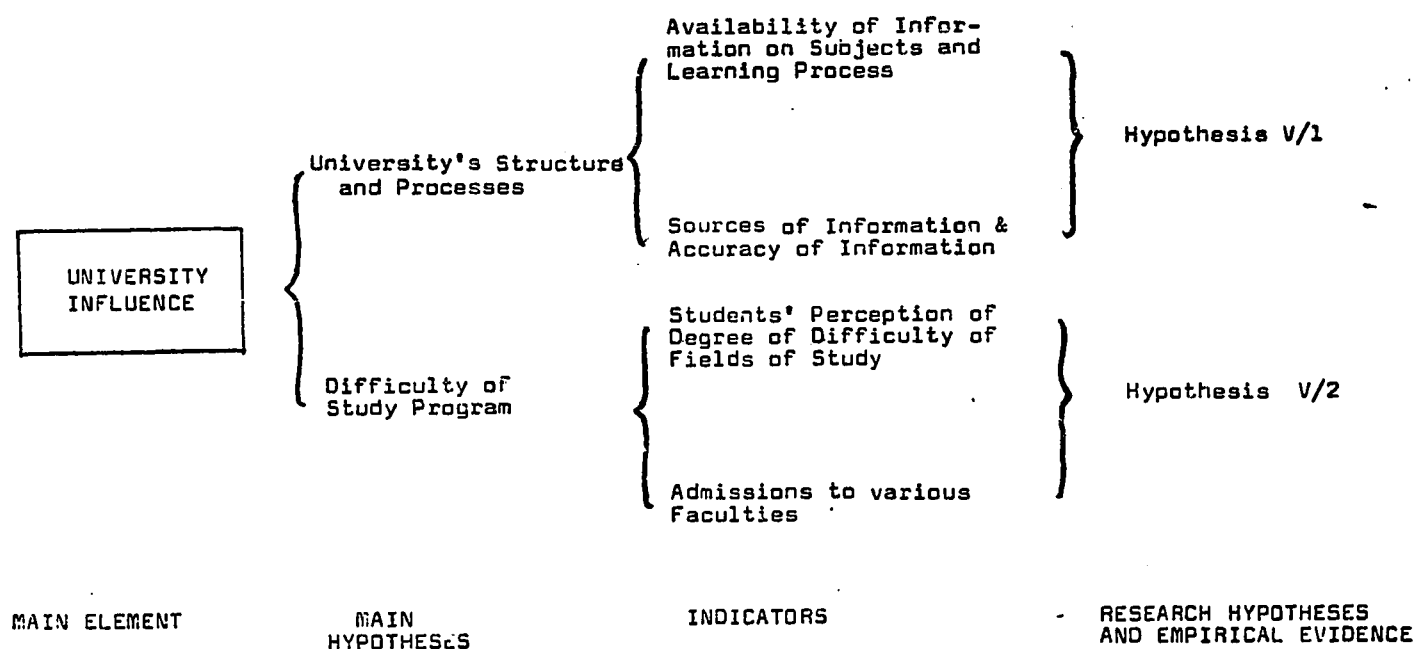 Availability of Infor-
mation on Subjects and
Learning Process
Hypothesis V/1
University's Structure
and Processes
Sources of Information &
Accuracy of Information
UNIVERSITY
INFLUENCE
Students' Perception of
Degree of Difficulty of
Fields of Study
Difficulty of
Study Program
Hypothesis V/2
Admissions to various
Faculties
MAIN ELEMENT
MAIN
HYPOTHESES
INDICATORS
RESEARCH HYPOTHESES
AND EMPIRICAL EVIDENCE